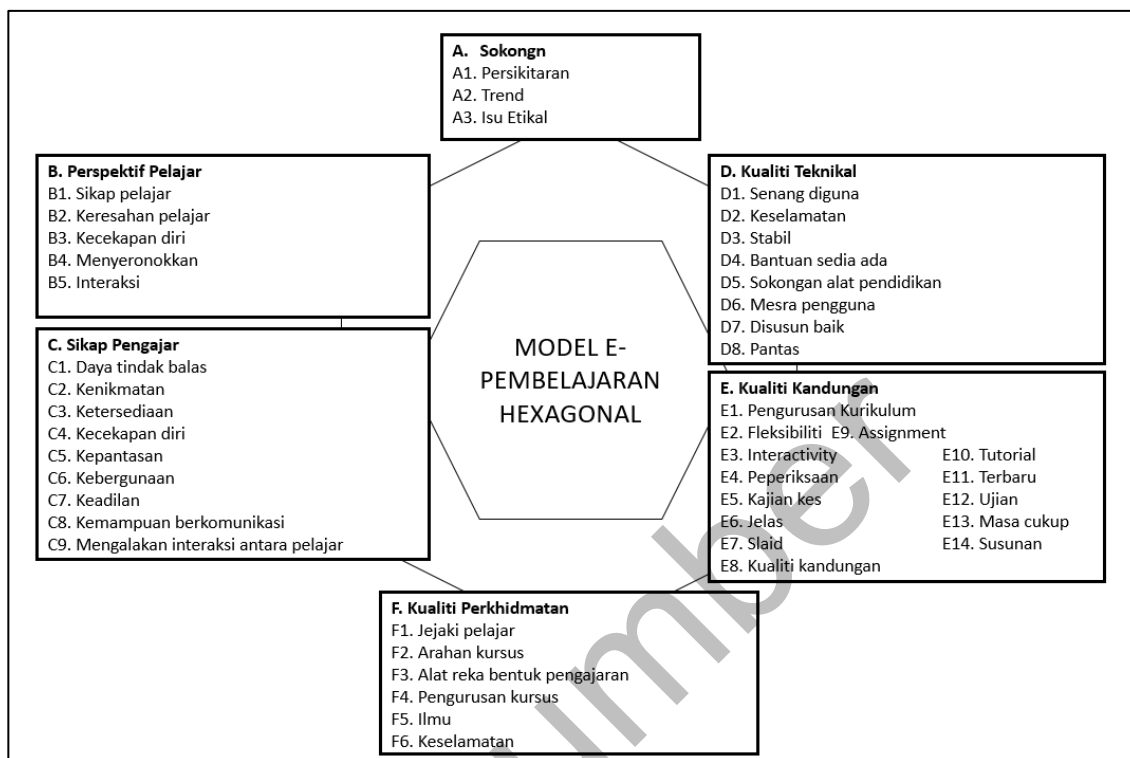 A. Sokongn
A1. Persikitaran
A2. Trend
A3. Isu Etikal
B. Perspektif Pelajar
B1. Sikap pelajar
B2. Keresahan pelajar
B3. Kecekapan diri
B4. Menyeronokkan
B5. Interaksi
D. Kualiti Teknikal
D1. Senang diguna
D2. Keselamatan
D3. Stabil
D4. Bantuan sedia ada
D5. Sokongan alat pendidikan
D6. Mesra pengguna
D7. Disusun baik
D8. Pantas
MODEL E-
PEMBELAJARAN
HEXAGONAL
C. Sikap Pengajar
C1. Daya tindak balas
C2. Kenikmatan
C3. Ketersediaan
C4. Kecekapan diri
C5. Kepantasan
C6. Kebergunaan
C7. Keadilan
C8. Kemampuan berkomunikasi
C9. Mengalakan interaksi antara pelajar
E. Kualiti Kandungan
E1. Pengurusan Kurikulum
E2. Fleksibiliti E9. Assignment
E3. Interactivity E10. Tutorial
E4. Peperiksaan E11. Terbaru
E5. Kajian kes E12. Ujian
E6. Jelas E13. Masa cukup
E7. Slaid E14. Susunan
E8. Kualiti kandungan
F. Kualiti Perkhidmatan
F1. Jejaki pelajar
F2. Arahan kursus
F3. Alat reka bentuk pengajaran
F4. Pengurusan kursus
F5. Ilmu
F6. Keselamatan